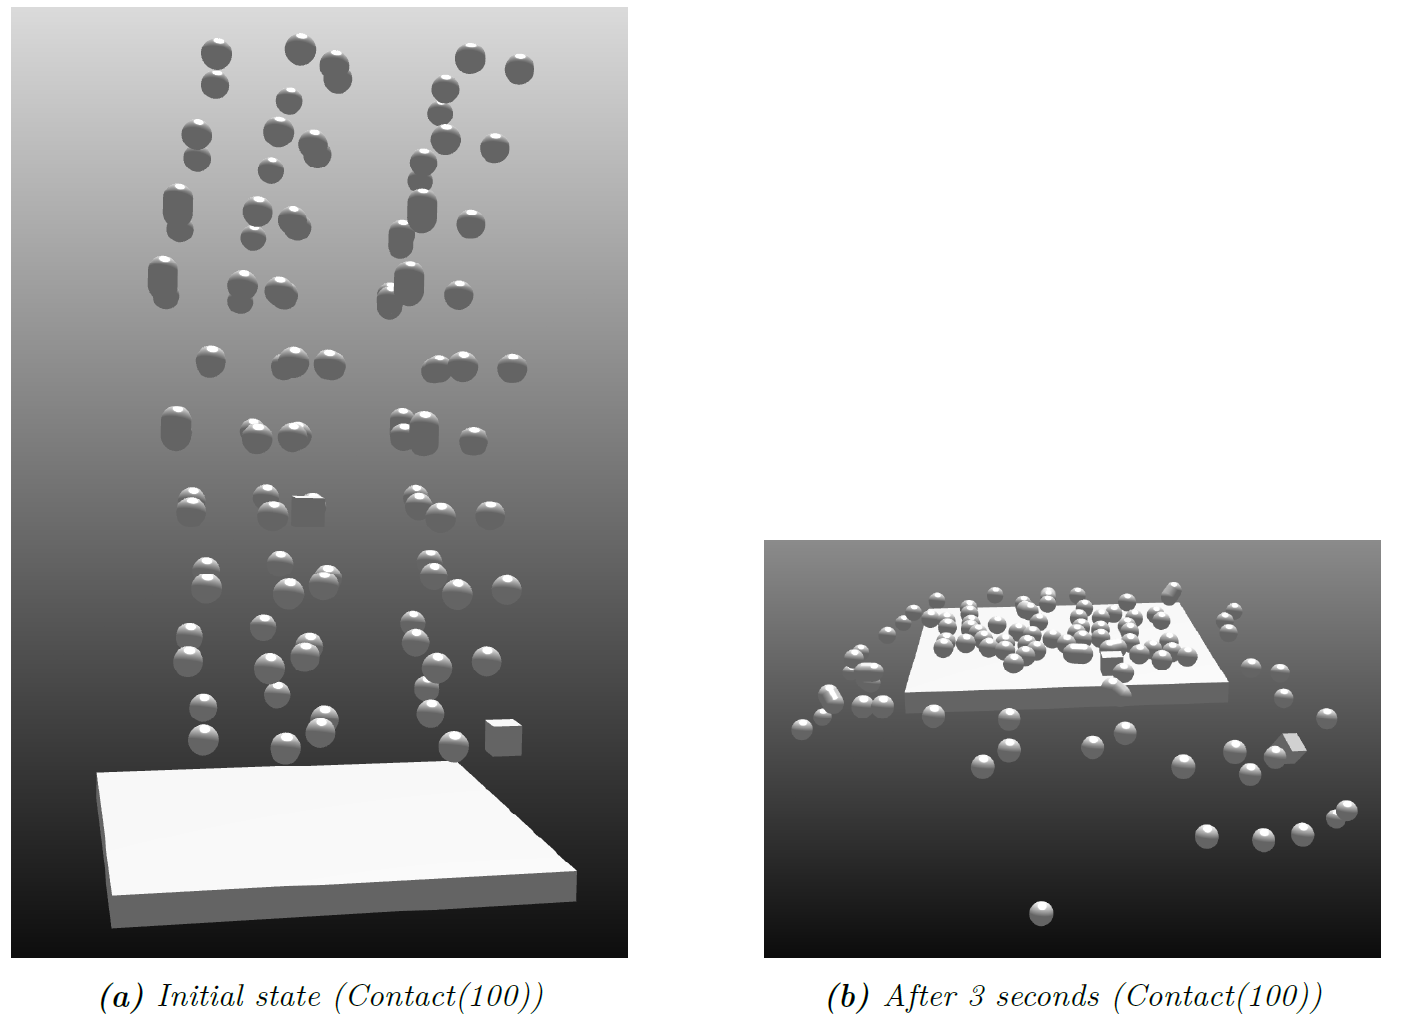 (a) Initial state (Contact(100))
(b) After 3 seconds (Contact(100))